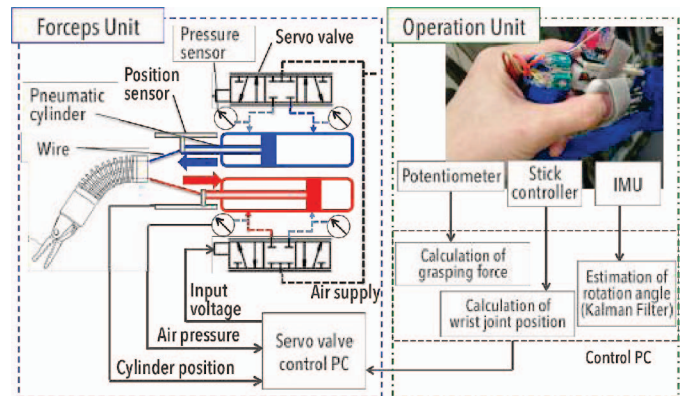 Forceps Unit
Pressure
sensor
Servo valve
Position
sensor
Pneumatic
cylinder
Wire
Input
voltage
Air supply
Air pressure
Cylinder position
Servo valve
control PC
Operation Unit
Potentiometer
Stick
controller
IMU
Calculation of
grasping force
Calculation of
wrist joint position
Estimation of
rotation angle
(Kalman Filter)
Control PC